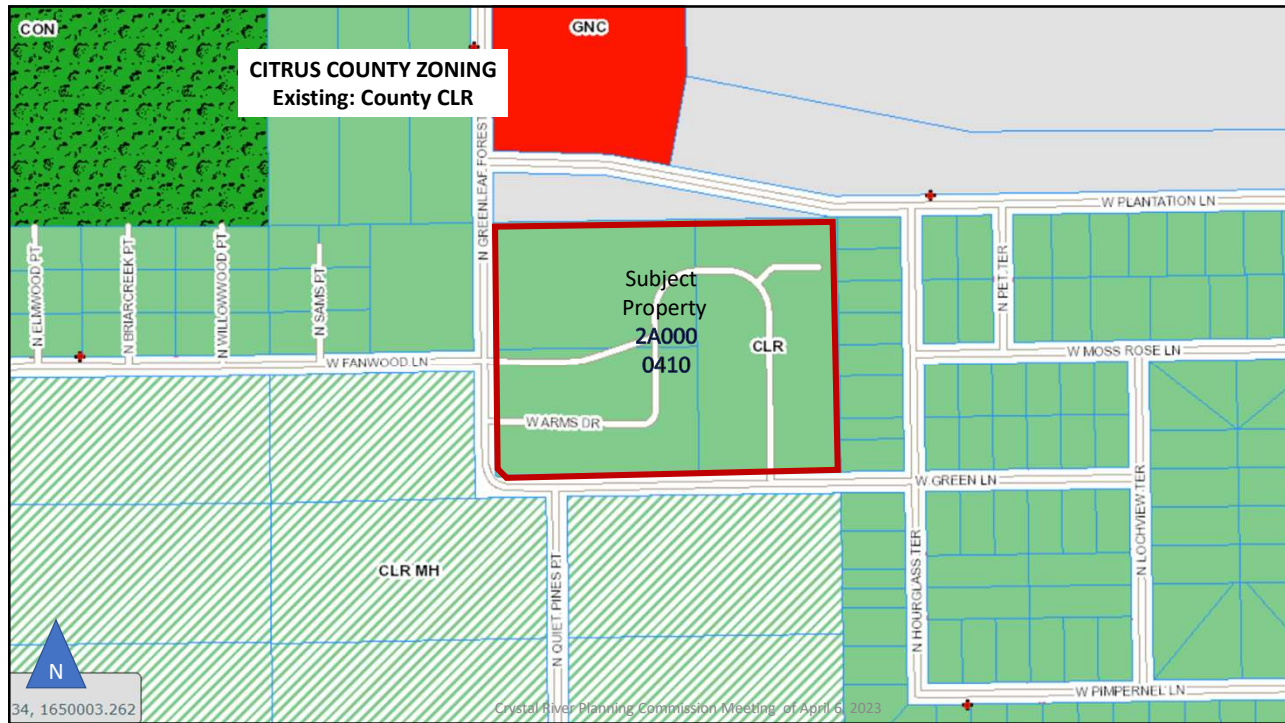 CON
GNC
CITRUS COUNTY ZONING
Existing: County CLR
N GREENLEAF FOREST
W PLANTATION LN
N ELMWOOD PT
N BRIARCREEK PT
N WILLOWWOOD PT
N SAMS PT
N PET TER
Subject
Property
2A000
0410
CLR
W MOSS ROSE LN
W FANWOOD LN
W ARMS DR
W GREEN LN
N LOCHVIEW TER
N HOURGLASS TER
N QUIET PINES PT
CLR MH
N
W PIMPERNEL LN
34, 1650003.262
Crystal River Planning Commission Meeting of April 6, 2023